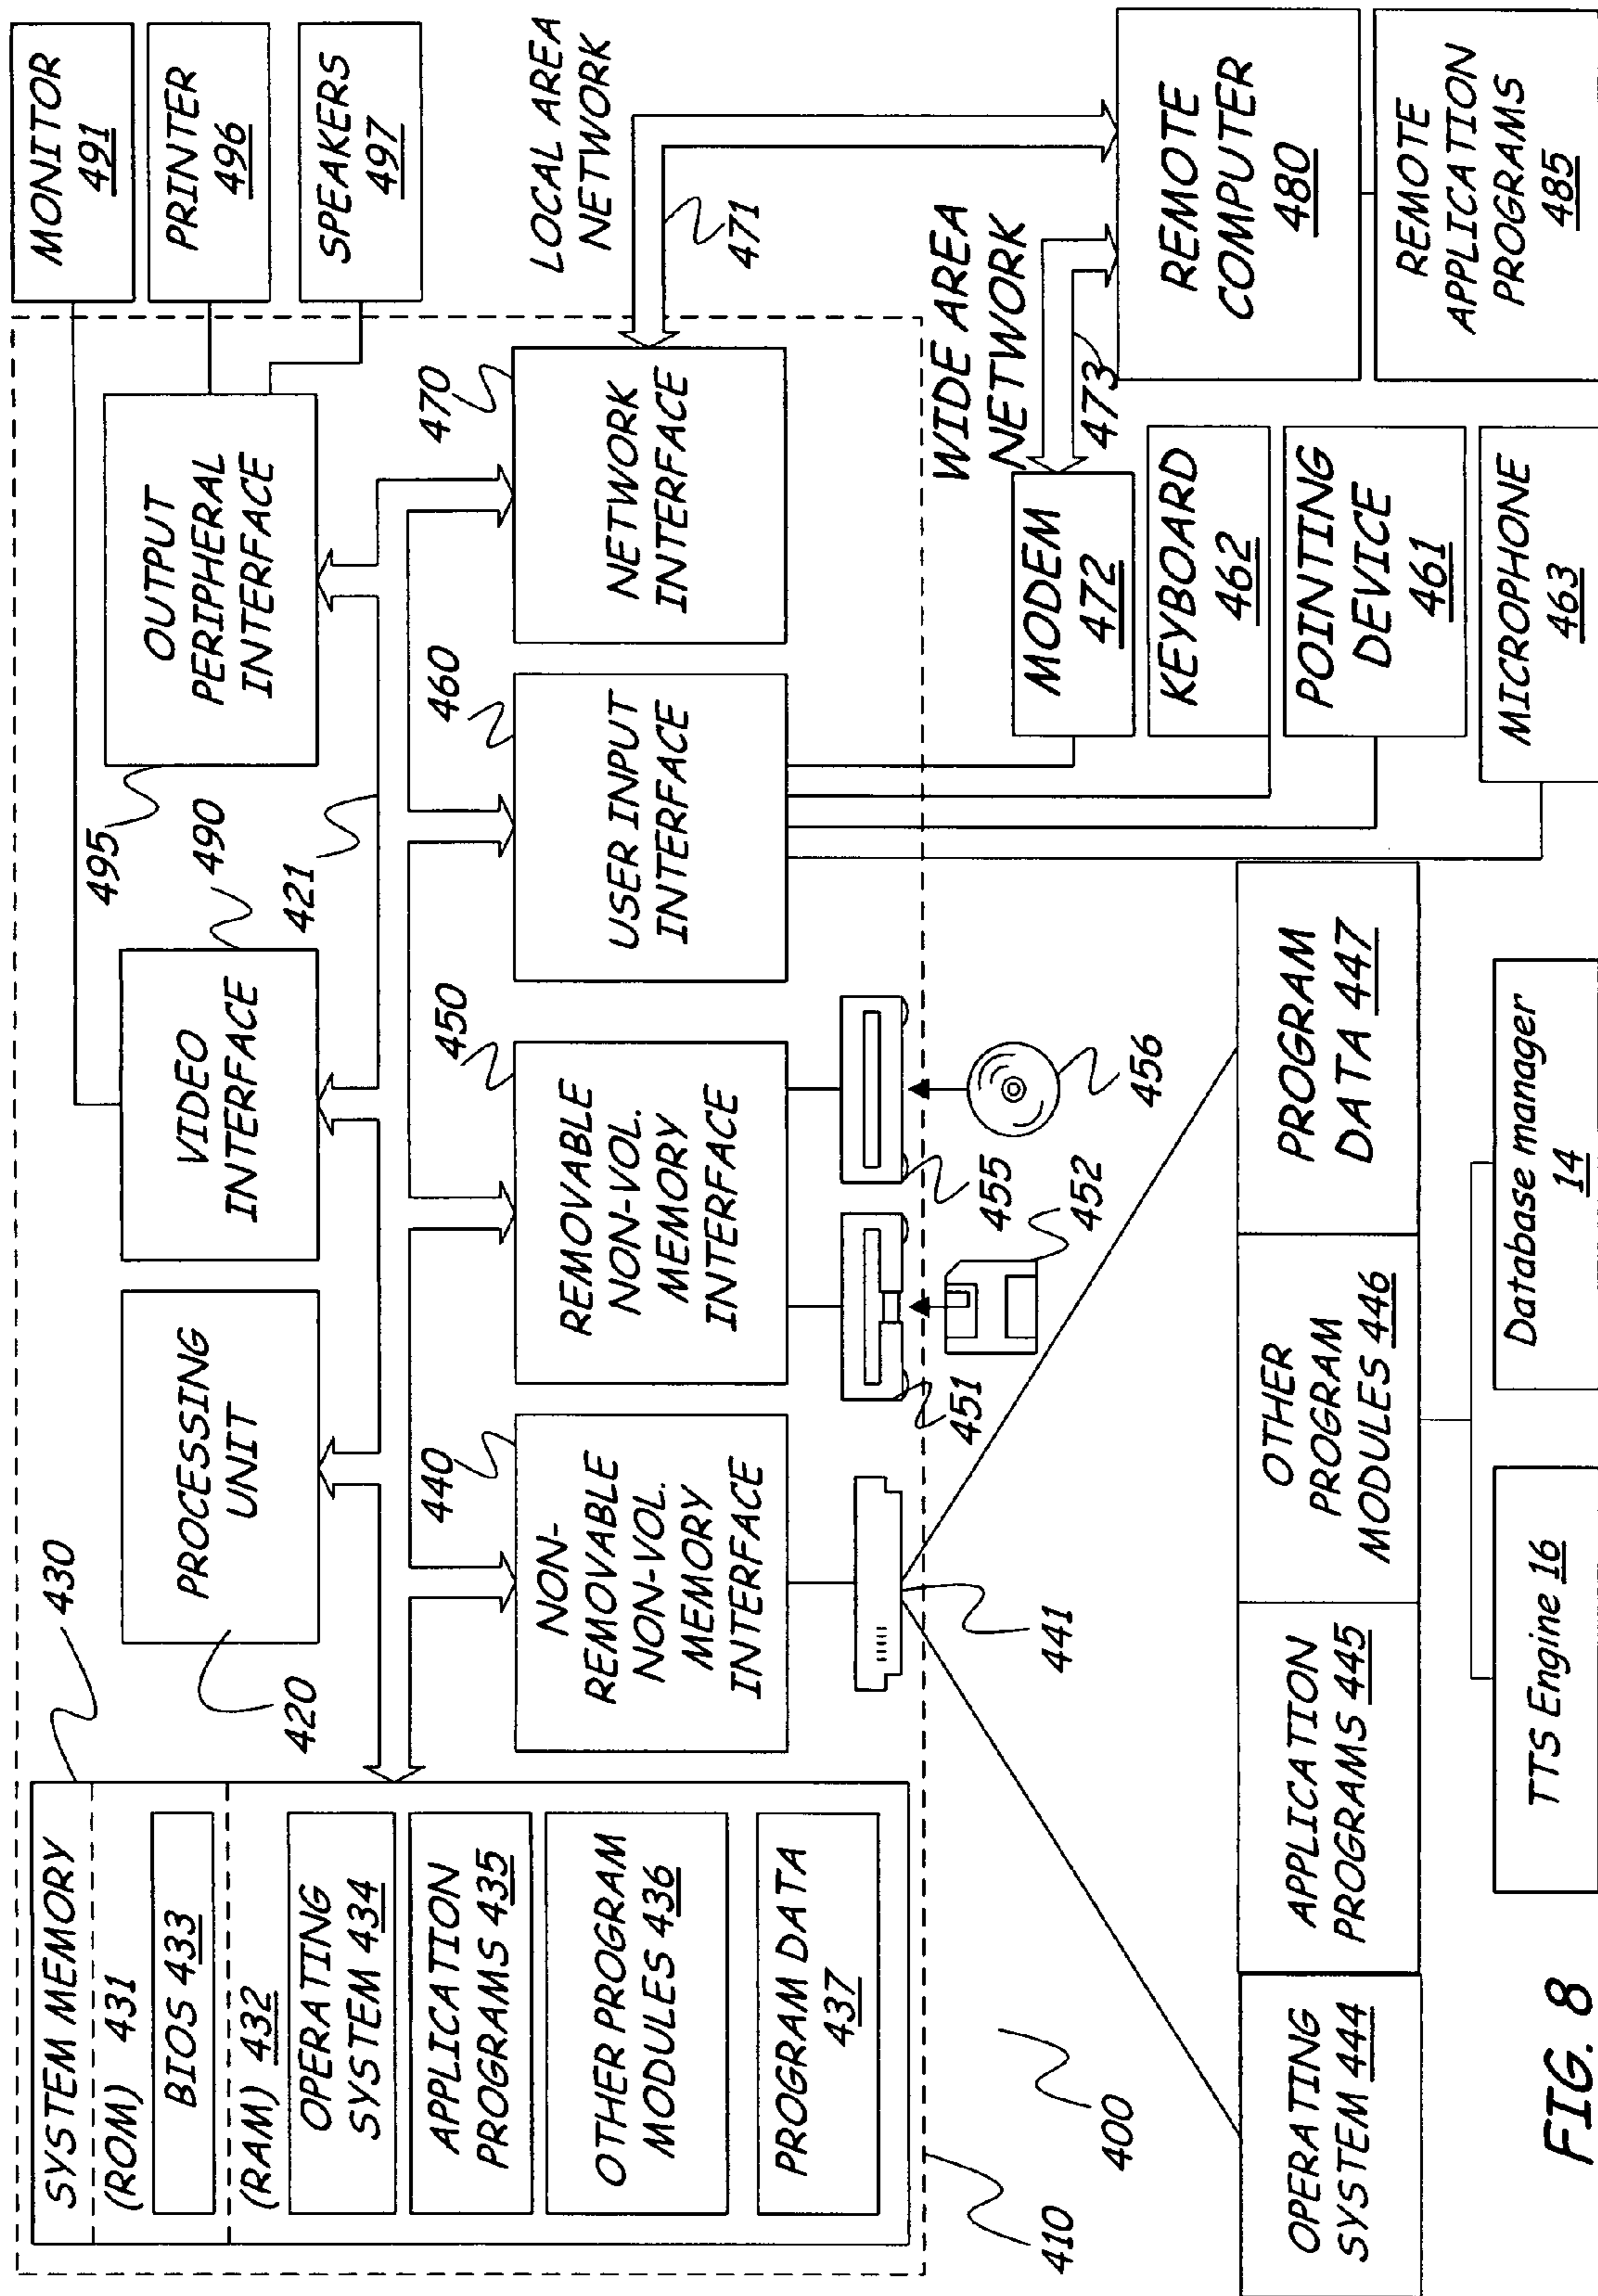 SYSTEM MEMORY
(ROM) 431
BIOS 433
(RAM) 432
OPERATING
SYSTEM 434
APPLICATION
PROGRAMS 435
OTHER PROGRAM
MODULES 436
PROGRAM DATA
437
430
420
PROCESSING
UNIT
VIDEO
INTERFACE
490
421
495
OUTPUT
PERIPHERAL
INTERFACE
MONITOR
491
PRINTER
496
SPEAKERS
497
440
NON-
REMOVABLE
NON-VOL.
MEMORY
INTERFACE
450
REMOVABLE
NON-VOL.
MEMORY
INTERFACE
460
USER INPUT
INTERFACE
470
NETWORK
INTERFACE
LOCAL AREA
NETWORK
471
441
451
452
455
456
410
400
WIDE AREA
NETWORK
473
MODEM
472
KEYBOARD
462
POINTING
DEVICE
461
MICROPHONE
463
REMOTE
COMPUTER
480
REMOTE
APPLICATION
PROGRAMS
485
OPERATING
SYSTEM 444
APPLICATION
PROGRAMS 445
OTHER
PROGRAM
MODULES 446
PROGRAM
DATA 447
TTS Engine 16
Database manager
14
FIG. 8